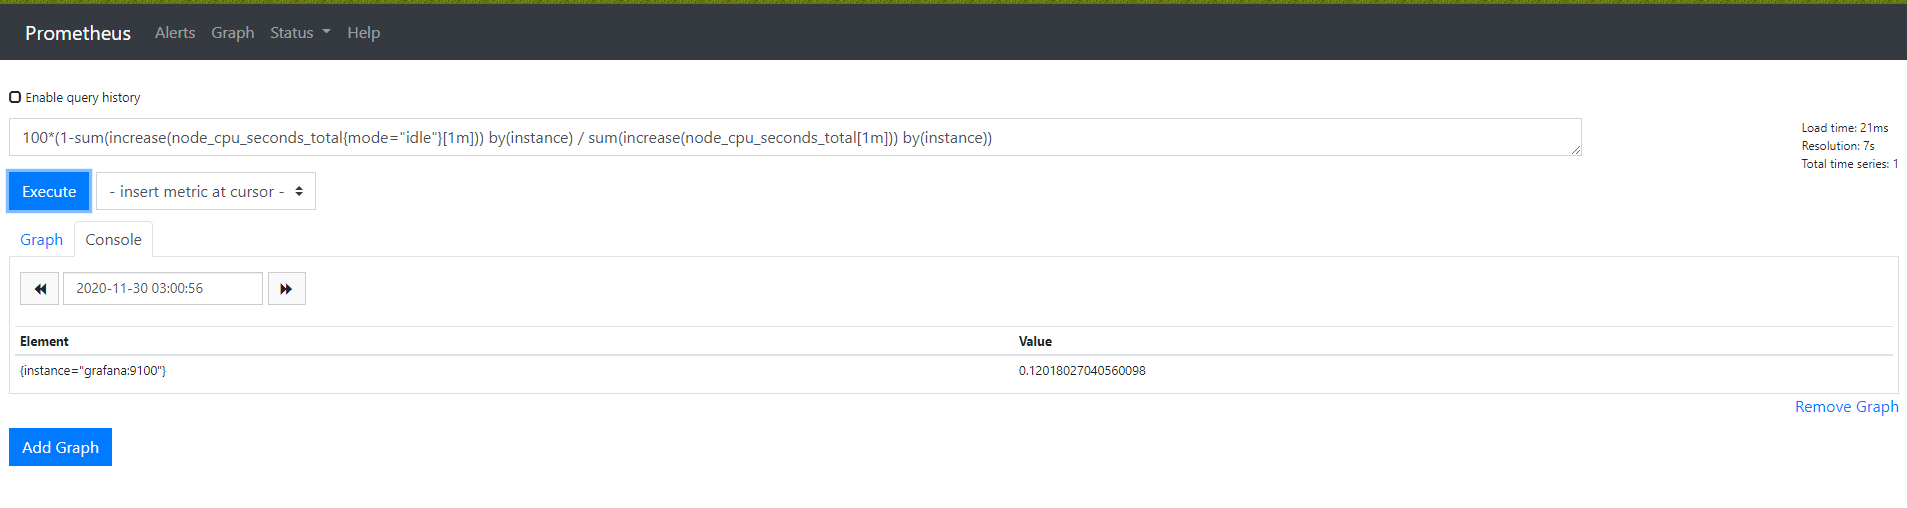 Prometheus Alerts Graph Status Help
Enable query history
100*(1-sum(increase(node_cpu_seconds_total{mode="idle"}[1m])) by(instance) / sum(increase(node_cpu_seconds_total[1m])) by(instance))
Load time: 21ms
Resolution: 7s
Total time series: 1
Execute - insert metric at cursor -
Graph Console
2020-11-30 03:00:56
Element Value
{instance="grafana:9100"} 0.12018027040560098
Remove Graph
Add Graph